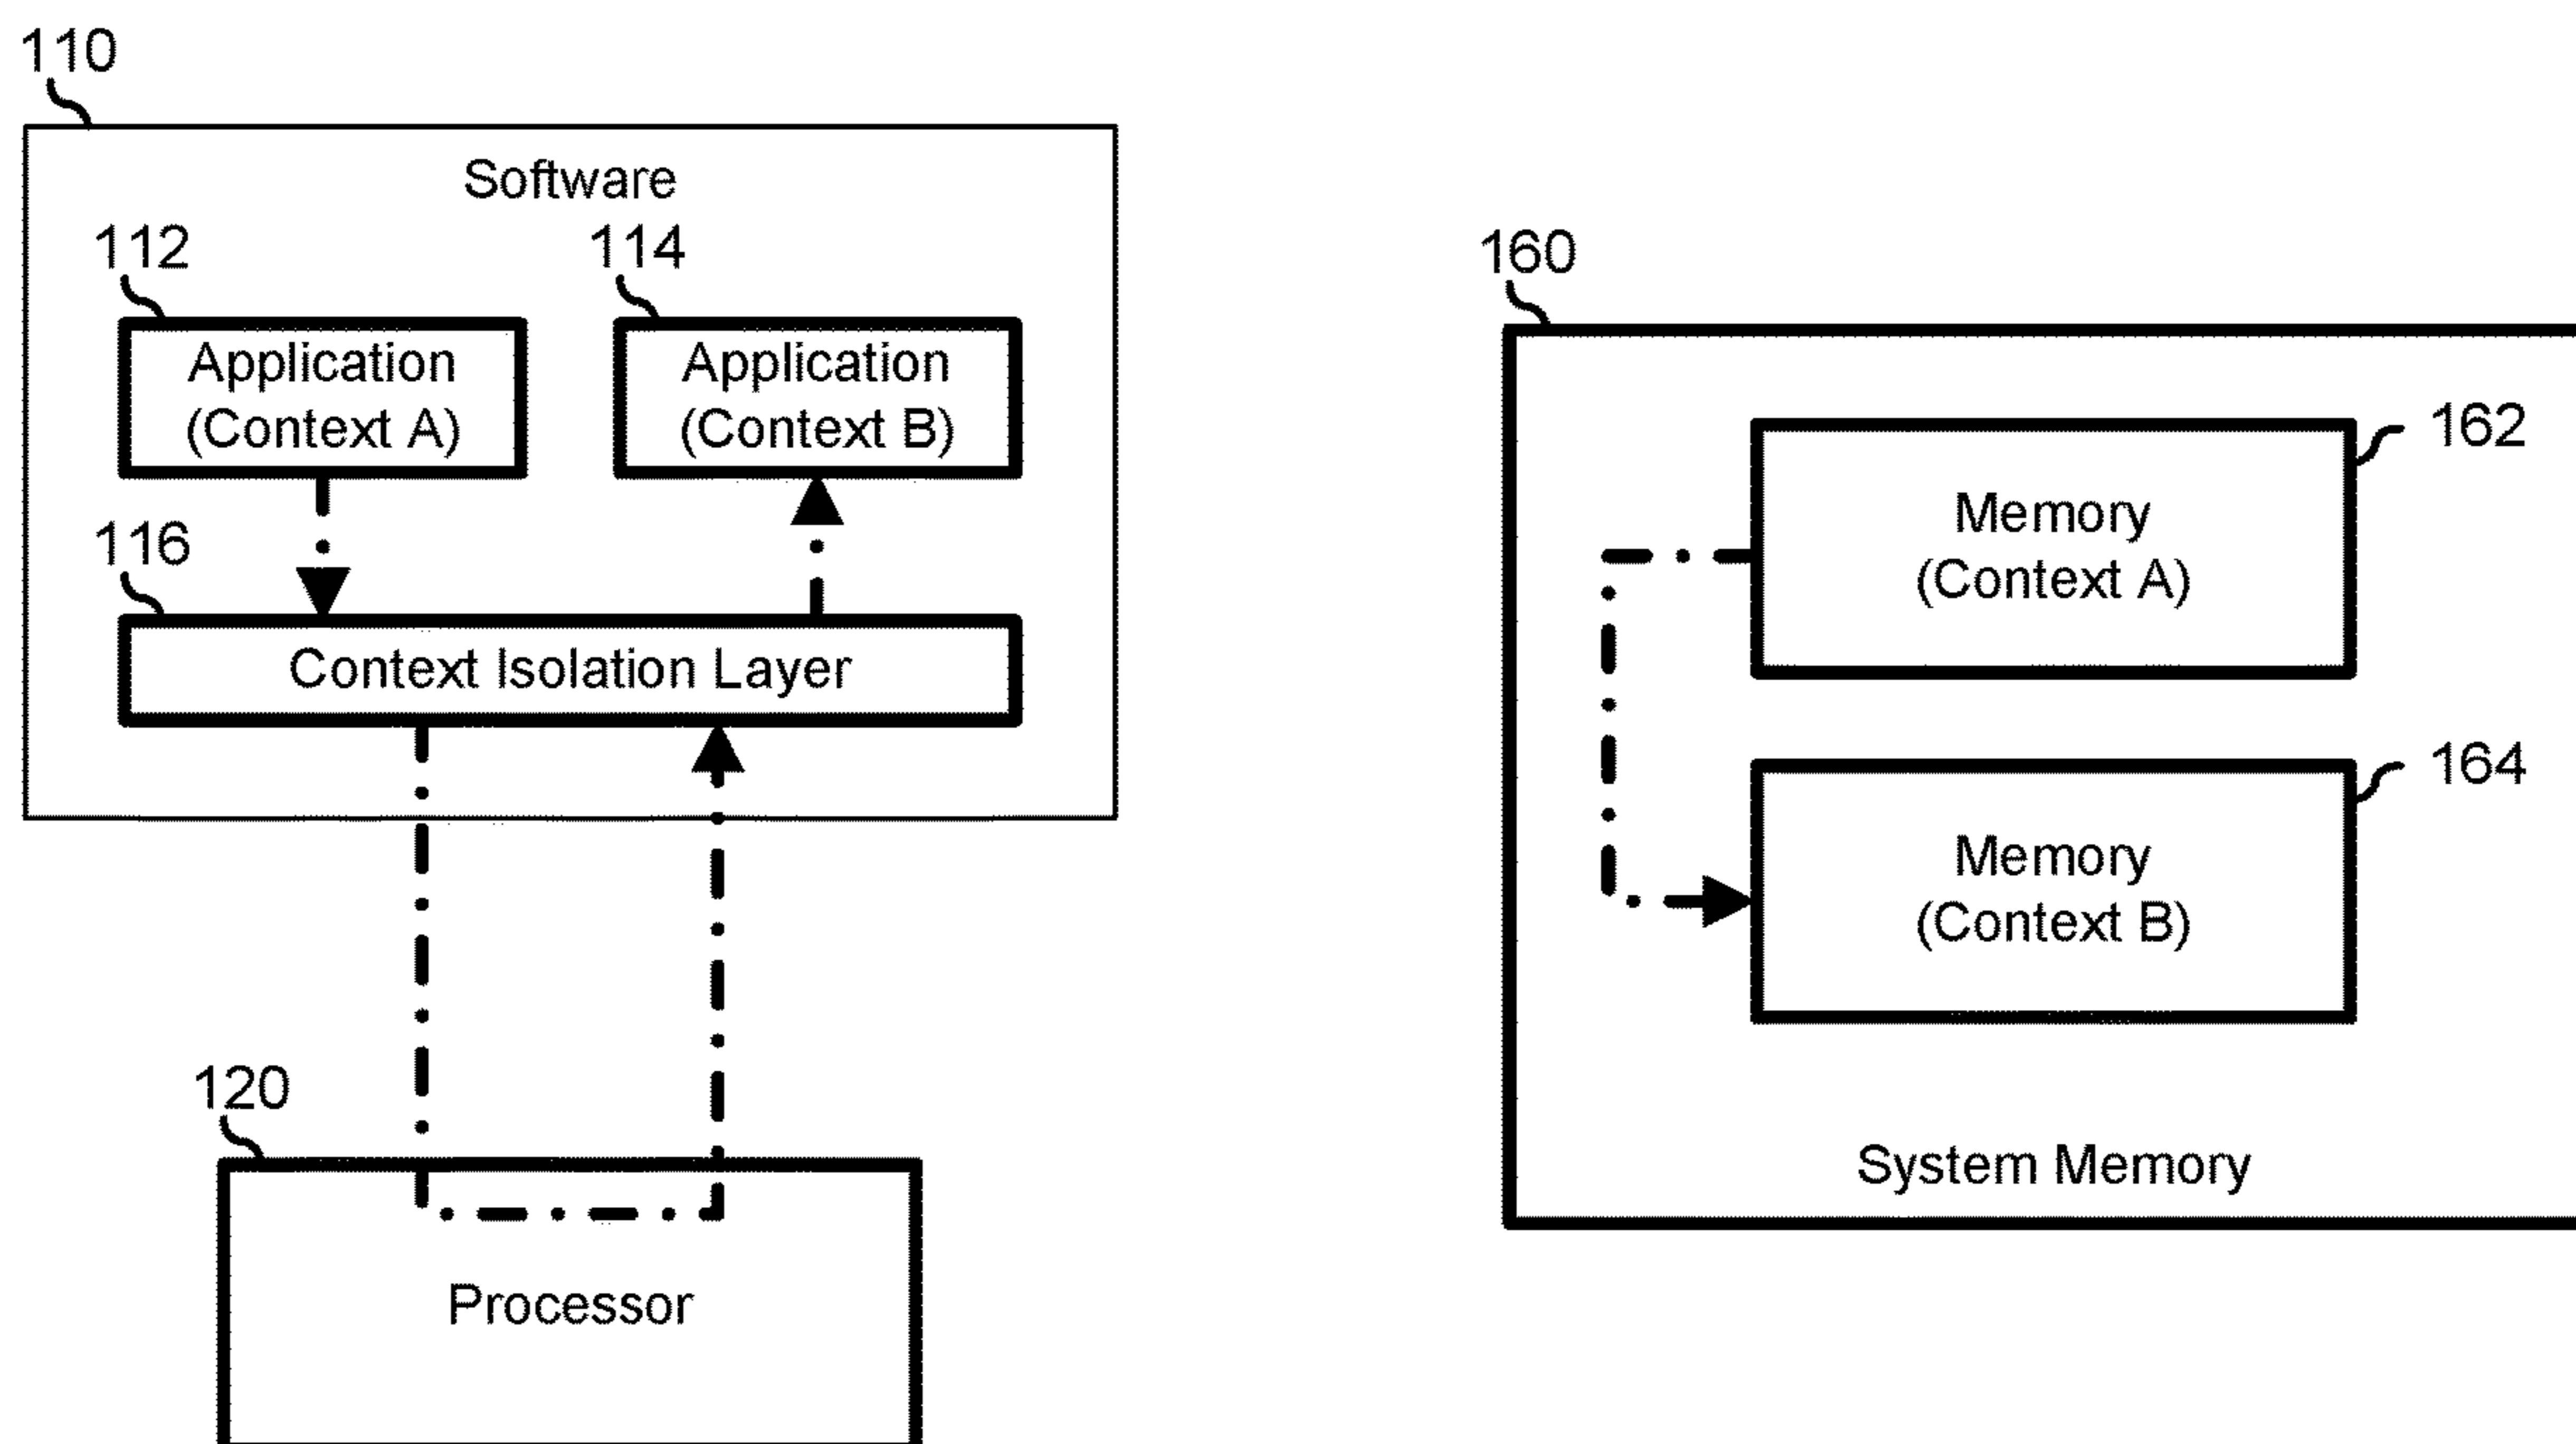 110
Software
112
114
Application
(Context A)
Application
(Context B)
116
Context Isolation Layer
120
Processor
160
162
Memory
(Context A)
164
Memory
(Context B)
System Memory